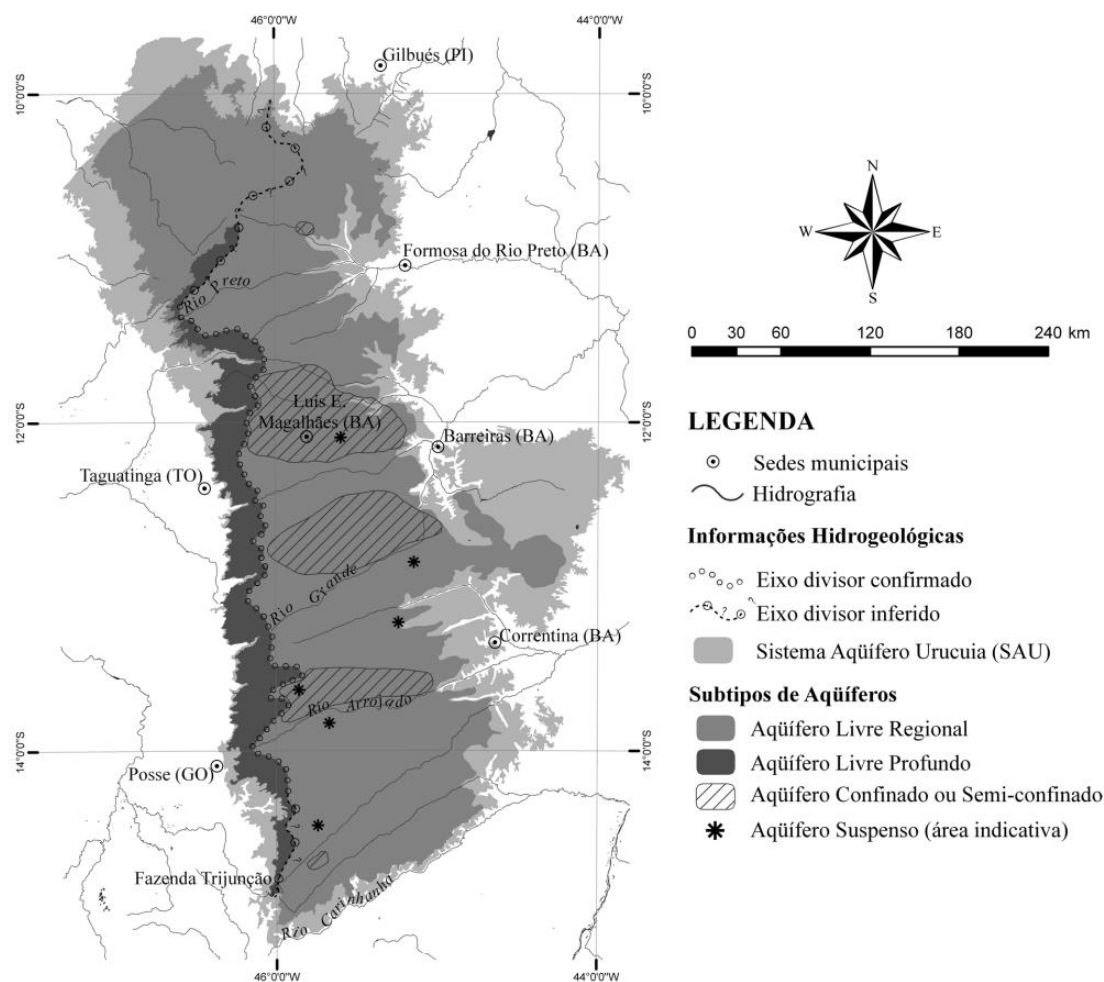 46°0'0"W
44°0'0"W
Gilbués (PI)
10°0'0"S
10°0'0"S
N
W
E
S
Formosa do Rio Preto (BA)
Rio Preto
0 30 60 120 180 240 km
Luis E.
Magalhães (BA)
12°0'0"S
12°0'0"S
Barreiras (BA)
Taguatinga (TO)
Rio Grande
Correntina (BA)
Rio Arrojado
14°0'0"S
14°0'0"S
Posse (GO)
Fazenda Trijunção
Rio Carinhanha
46°0'0"W
44°0'0"W
LEGENDA
Sedes municipais
Hidrografia
Informações Hidrogeológicas
Eixo divisor confirmado
? Eixo divisor inferido
Sistema Aqüífero Urucuia (SAU)
Subtipos de Aqüíferos
Aqüífero Livre Regional
Aqüífero Livre Profundo
Aqüífero Confinado ou Semi-confinado
Aqüífero Suspenso (área indicativa)